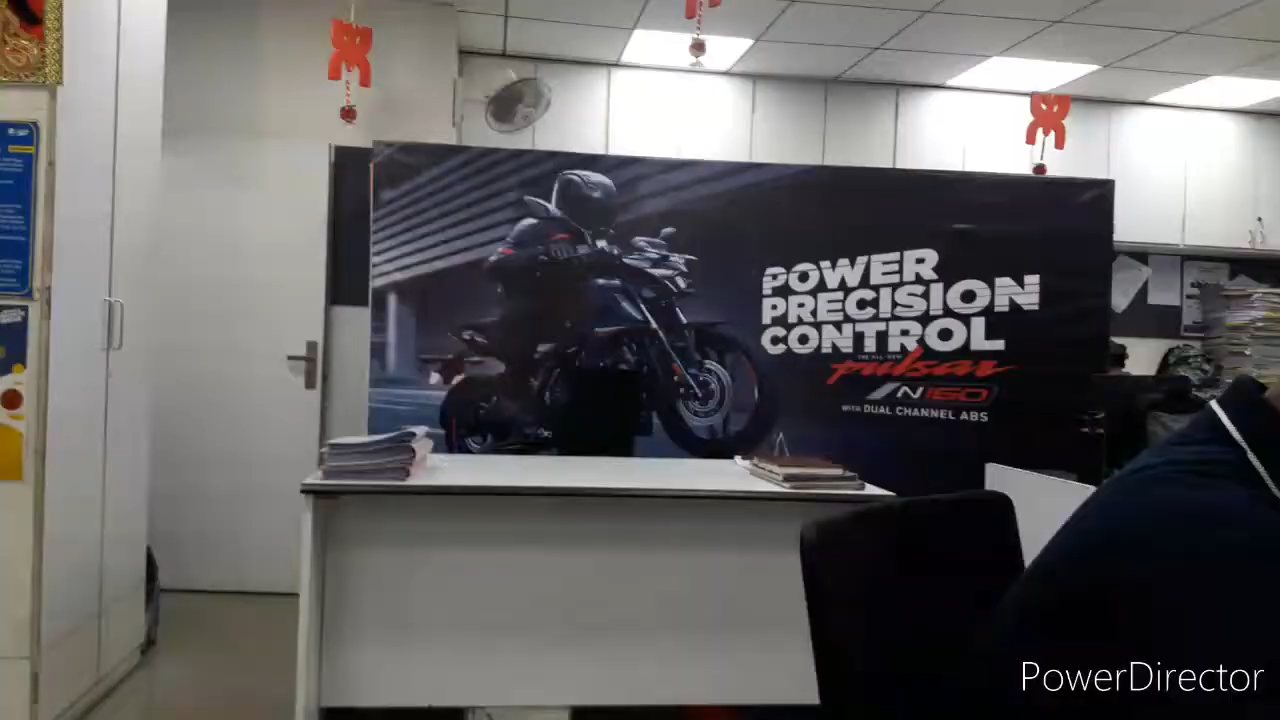 POWER
PRECISION
CONTROL
THE ALL-NEW
pulsar
N160
WITH DUAL CHANNEL ABS
PowerDirector